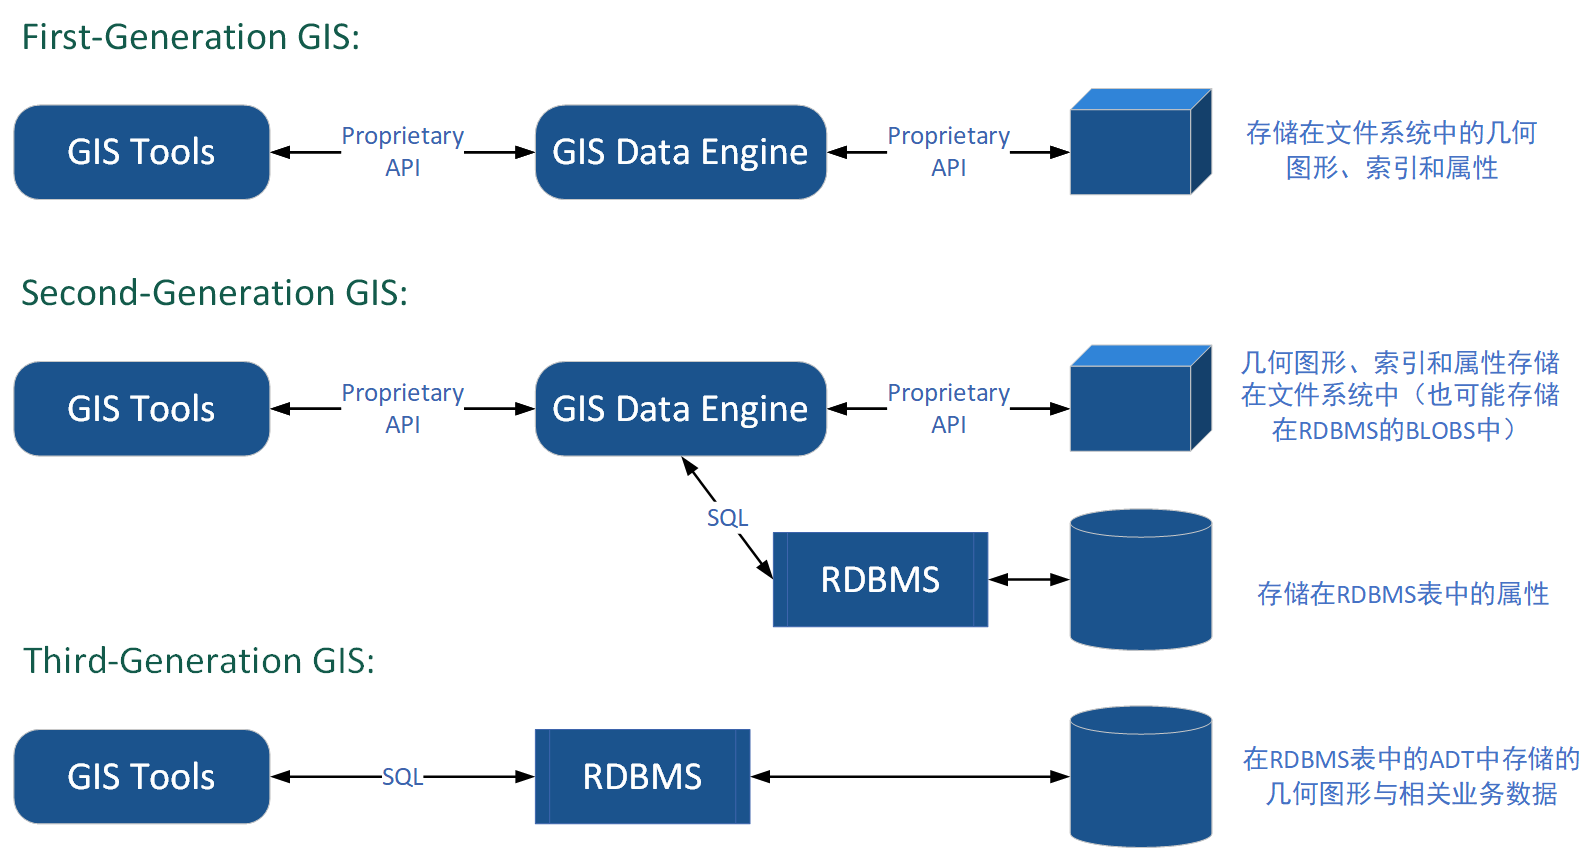 First-Generation GIS:
GIS Tools
Proprietary
API
GIS Data Engine
Proprietary
API
存储在文件系统中的几何
图形、索引和属性
Second-Generation GIS:
GIS Tools
Proprietary
API
GIS Data Engine
Proprietary
API
几何图形、索引和属性存储
在文件系统中（也可能存储
在RDBMS的BLOBS中）
SQL
RDBMS
存储在RDBMS表中的属性
Third-Generation GIS:
GIS Tools
SQL
RDBMS
在RDBMS表中的ADT中存储的
几何图形与相关业务数据